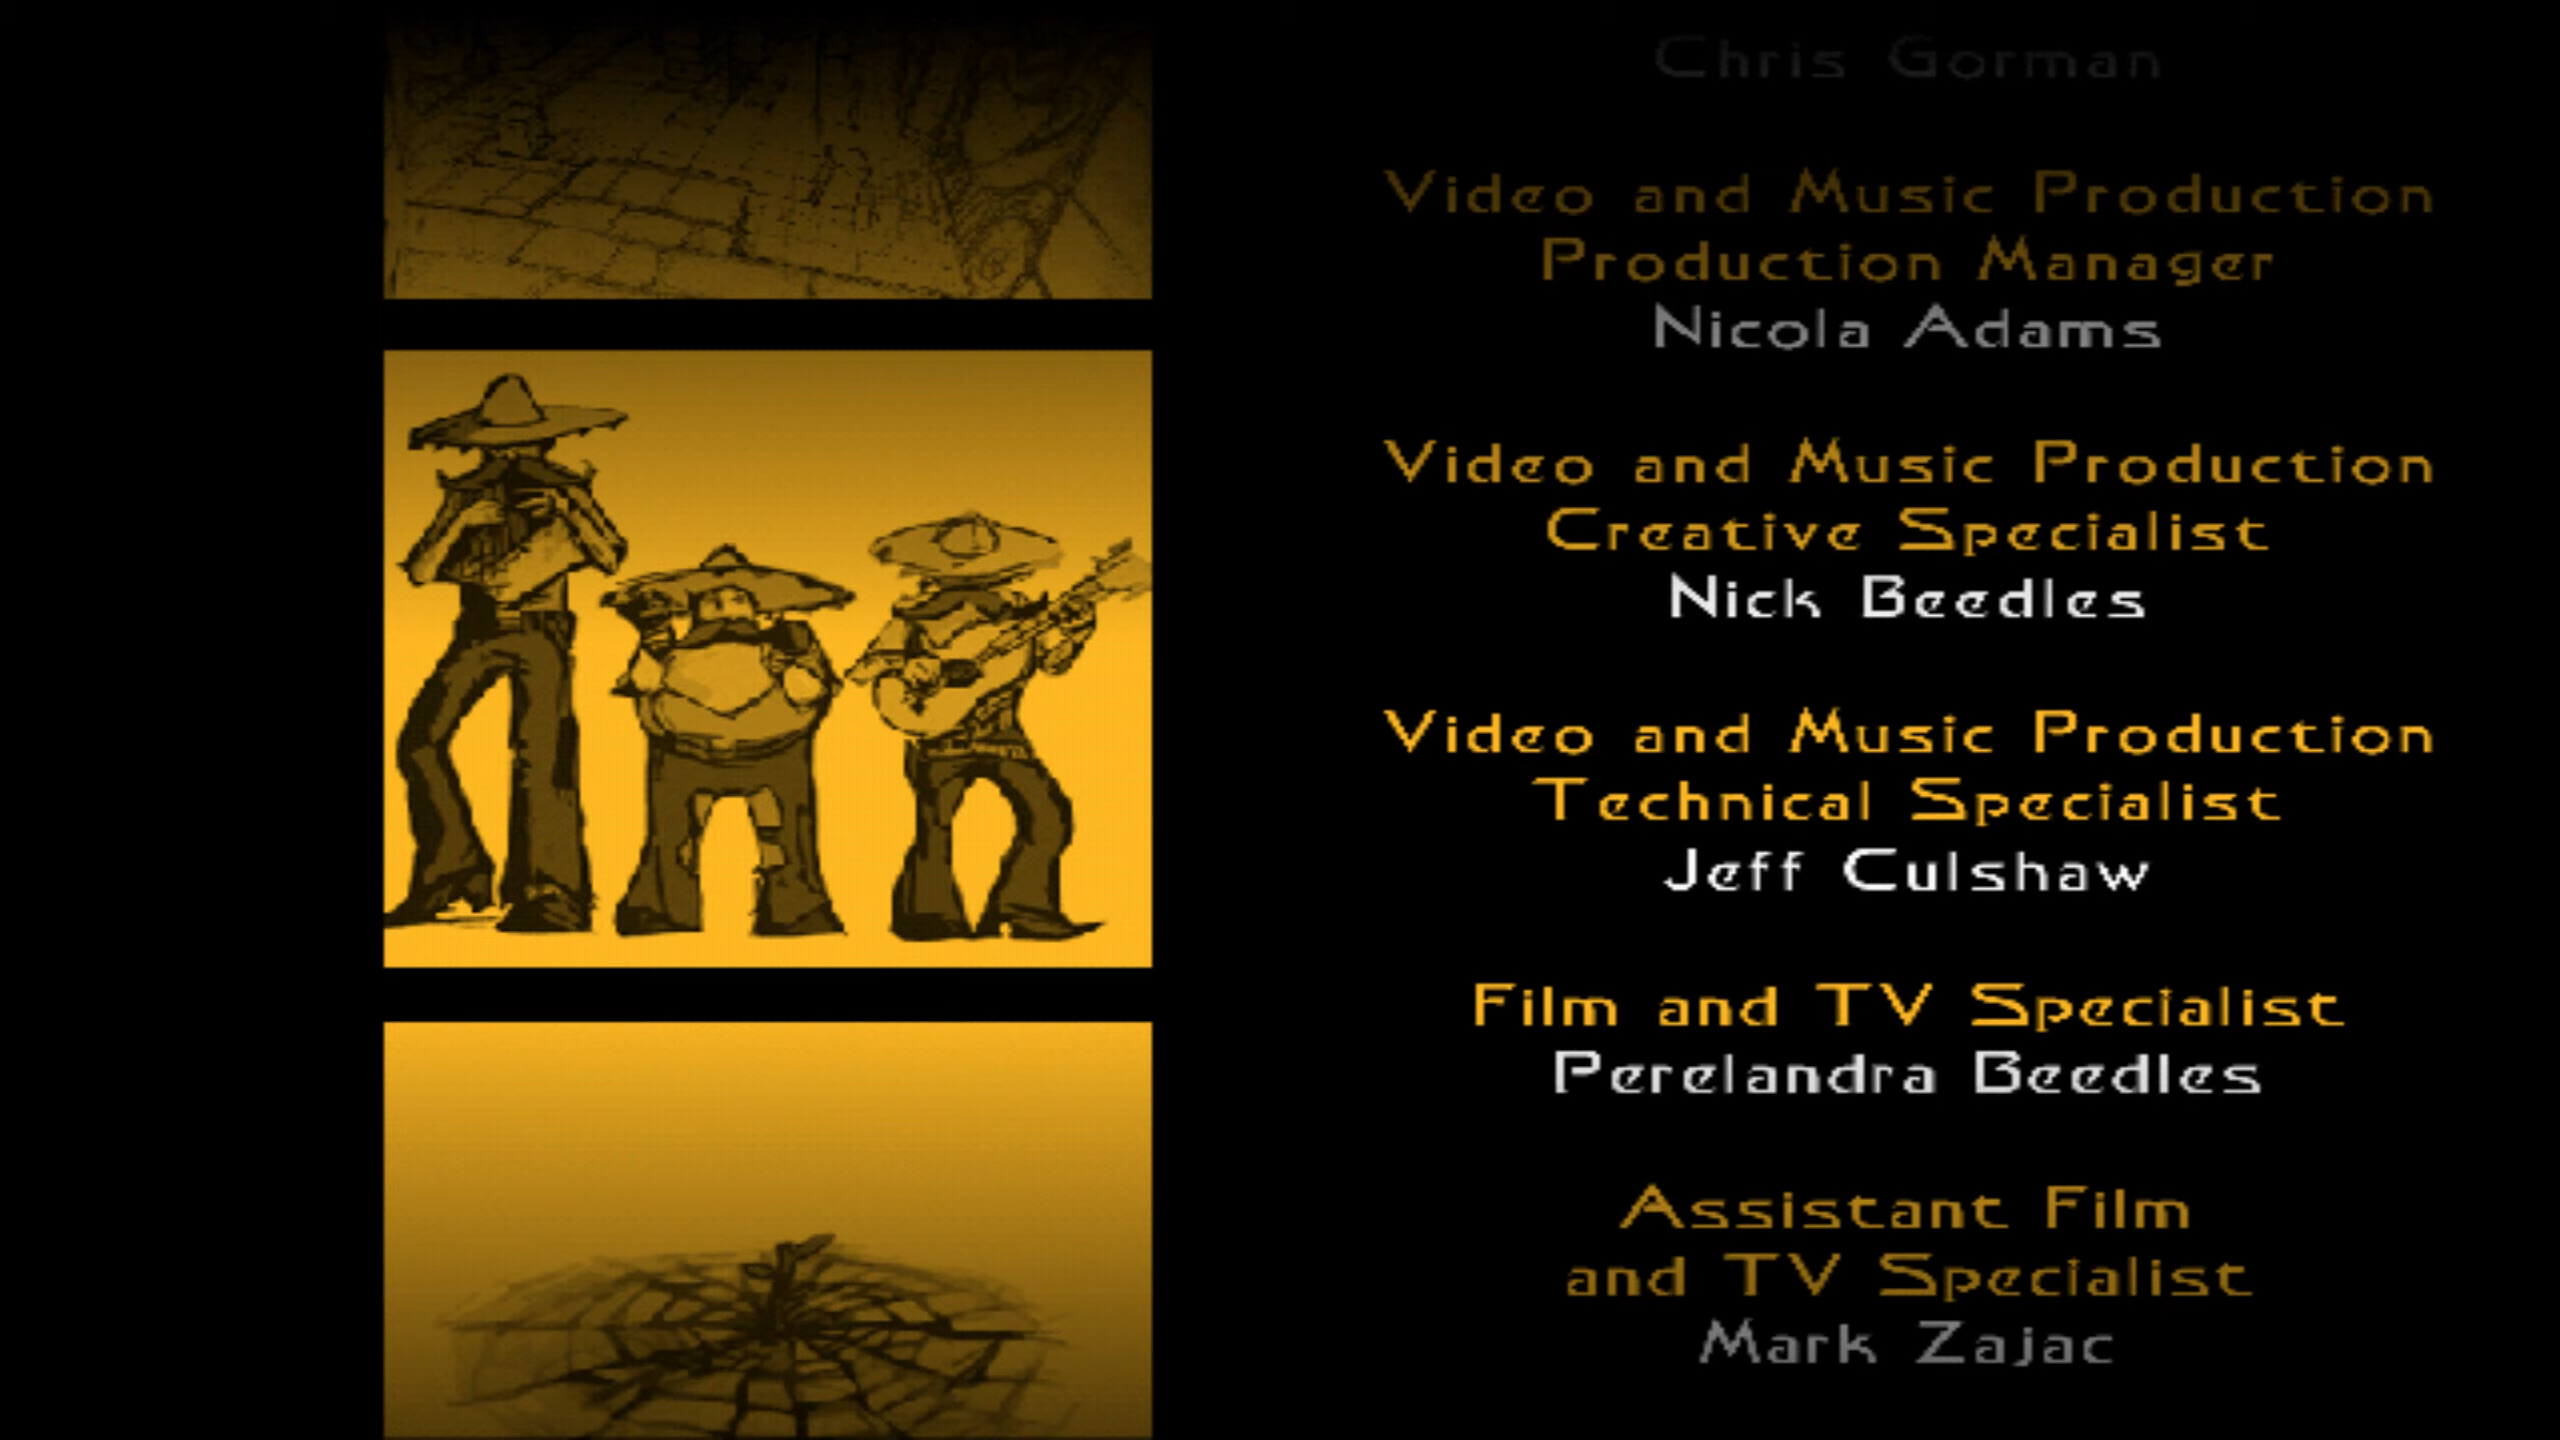 Chris Gorman
Video and Music Production
Production Manager
Nicola Adams
Video and Music Production
Creative Specialist
Nick Beedles
Video and Music Production
Technical Specialist
Jeff Culshaw
Film and TV Specialist
Perelandra Beedles
Assistant Film
and TV Specialist
Mark Zajac